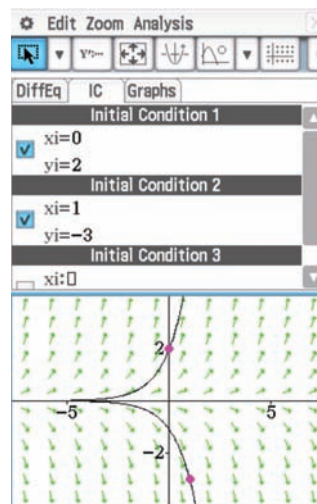 Edit Zoom Analysis
DiffEq IC Graphs
Initial Condition 1
xi=0
yi=2
Initial Condition 2
xi=1
yi=-3
Initial Condition 3
xi:▯
2
-5 5
-2